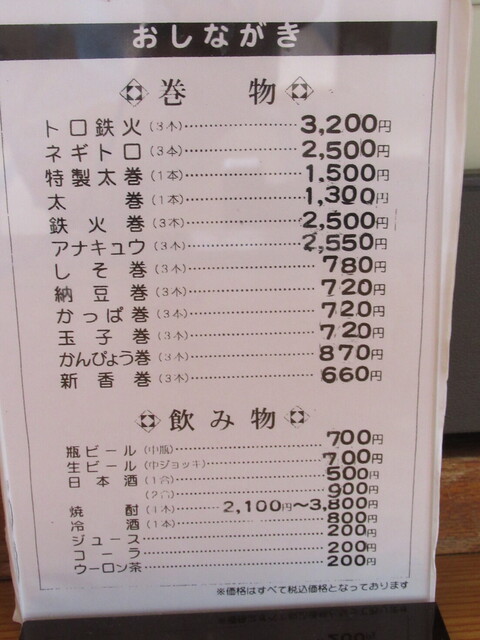 おしながき
巻物
トロ鉄火(3本) 3,200円
ネギトロ(3本) 2,500円
特製太巻(1本) 1,500円
太巻(1本) 1,300円
鉄火巻(3本) 2,500円
アナキュウ(3本) 2,550円
しそ巻(3本) 780円
納豆巻(3本) 720円
かっぱ巻(3本) 720円
玉子巻(3本) 720円
かんぴょう巻(3本) 870円
新香巻(3本) 660円
飲み物
瓶ビール(中瓶) 700円
生ビール(中ジョッキ) 700円
日本酒(1合) 500円
(2合) 900円
焼酎(1本) 2,100円〜3,800円
冷酒(1本) 800円
ジュース 200円
コーラ 200円
ウーロン茶 200円
※価格はすべて税込価格となっております